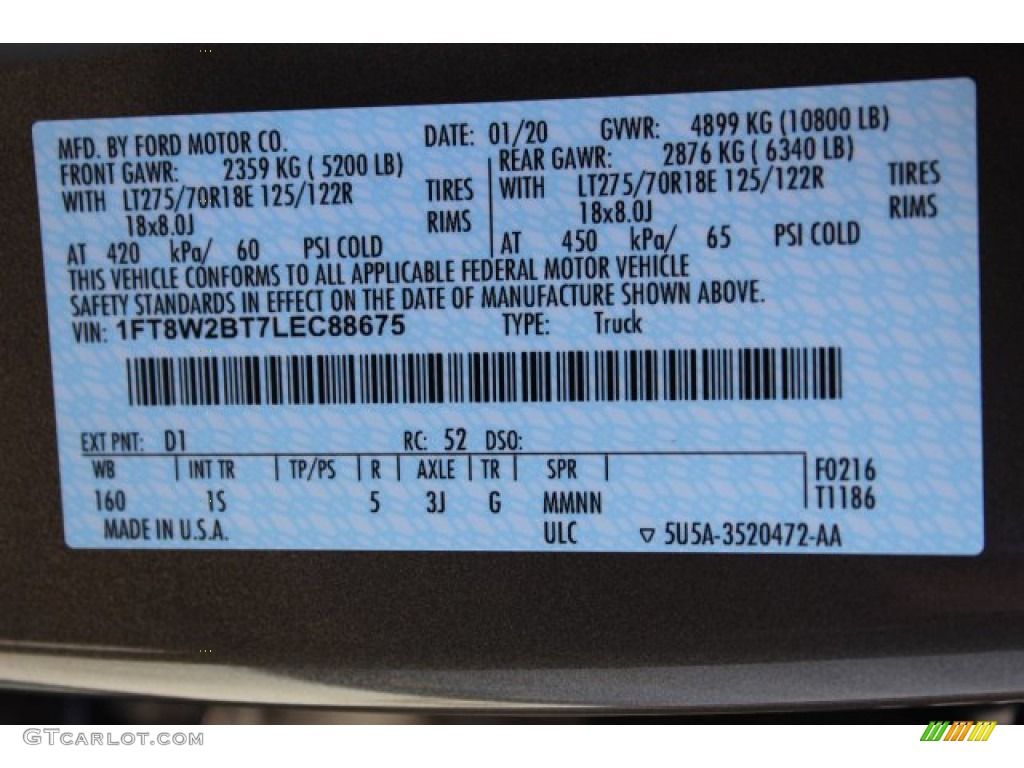 MFD. BY FORD MOTOR CO. DATE: 01/20 GVWR: 4899 KG (10800 LB)
FRONT GAWR: 2359 KG ( 5200 LB) REAR GAWR: 2876 KG ( 6340 LB)
WITH LT275/70R18E 125/122R TIRES WITH LT275/70R18E 125/122R TIRES
18x8.0J RIMS 18x8.0J RIMS
AT 420 kPa/ 60 PSI COLD AT 450 kPa/ 65 PSI COLD
THIS VEHICLE CONFORMS TO ALL APPLICABLE FEDERAL MOTOR VEHICLE
SAFETY STANDARDS IN EFFECT ON THE DATE OF MANUFACTURE SHOWN ABOVE.
VIN: 1FT8W2BT7LEC88675 TYPE: Truck
EXT PNT: D1 RC: 52 DSO:
WB INT TR TP/PS R AXLE TR SPR F0216
160 1S 5 3J G MMNN T1186
MADE IN U.S.A. ULC ▽ 5U5A-3520472-AA
GTcarlot.com